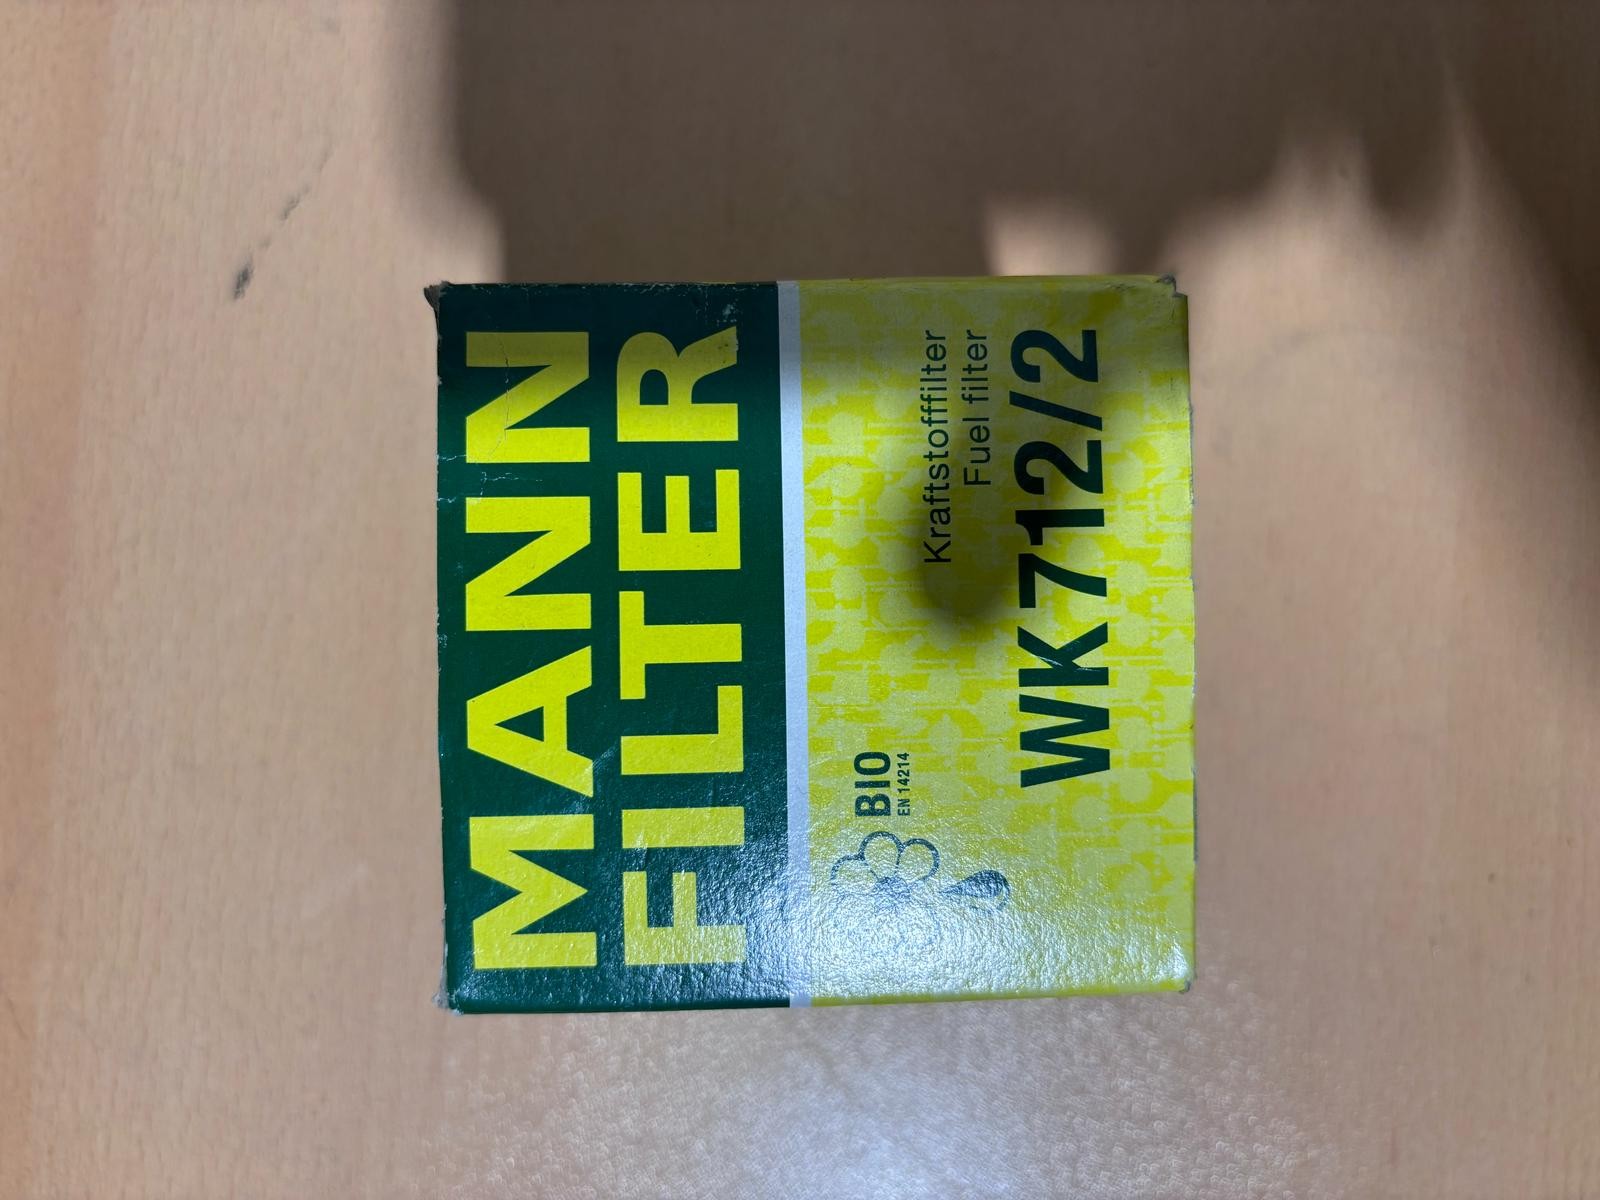 MANN
FILTER
BIO
EN 14214
Kraftstofffilter
Fuel filter
WK 712/2